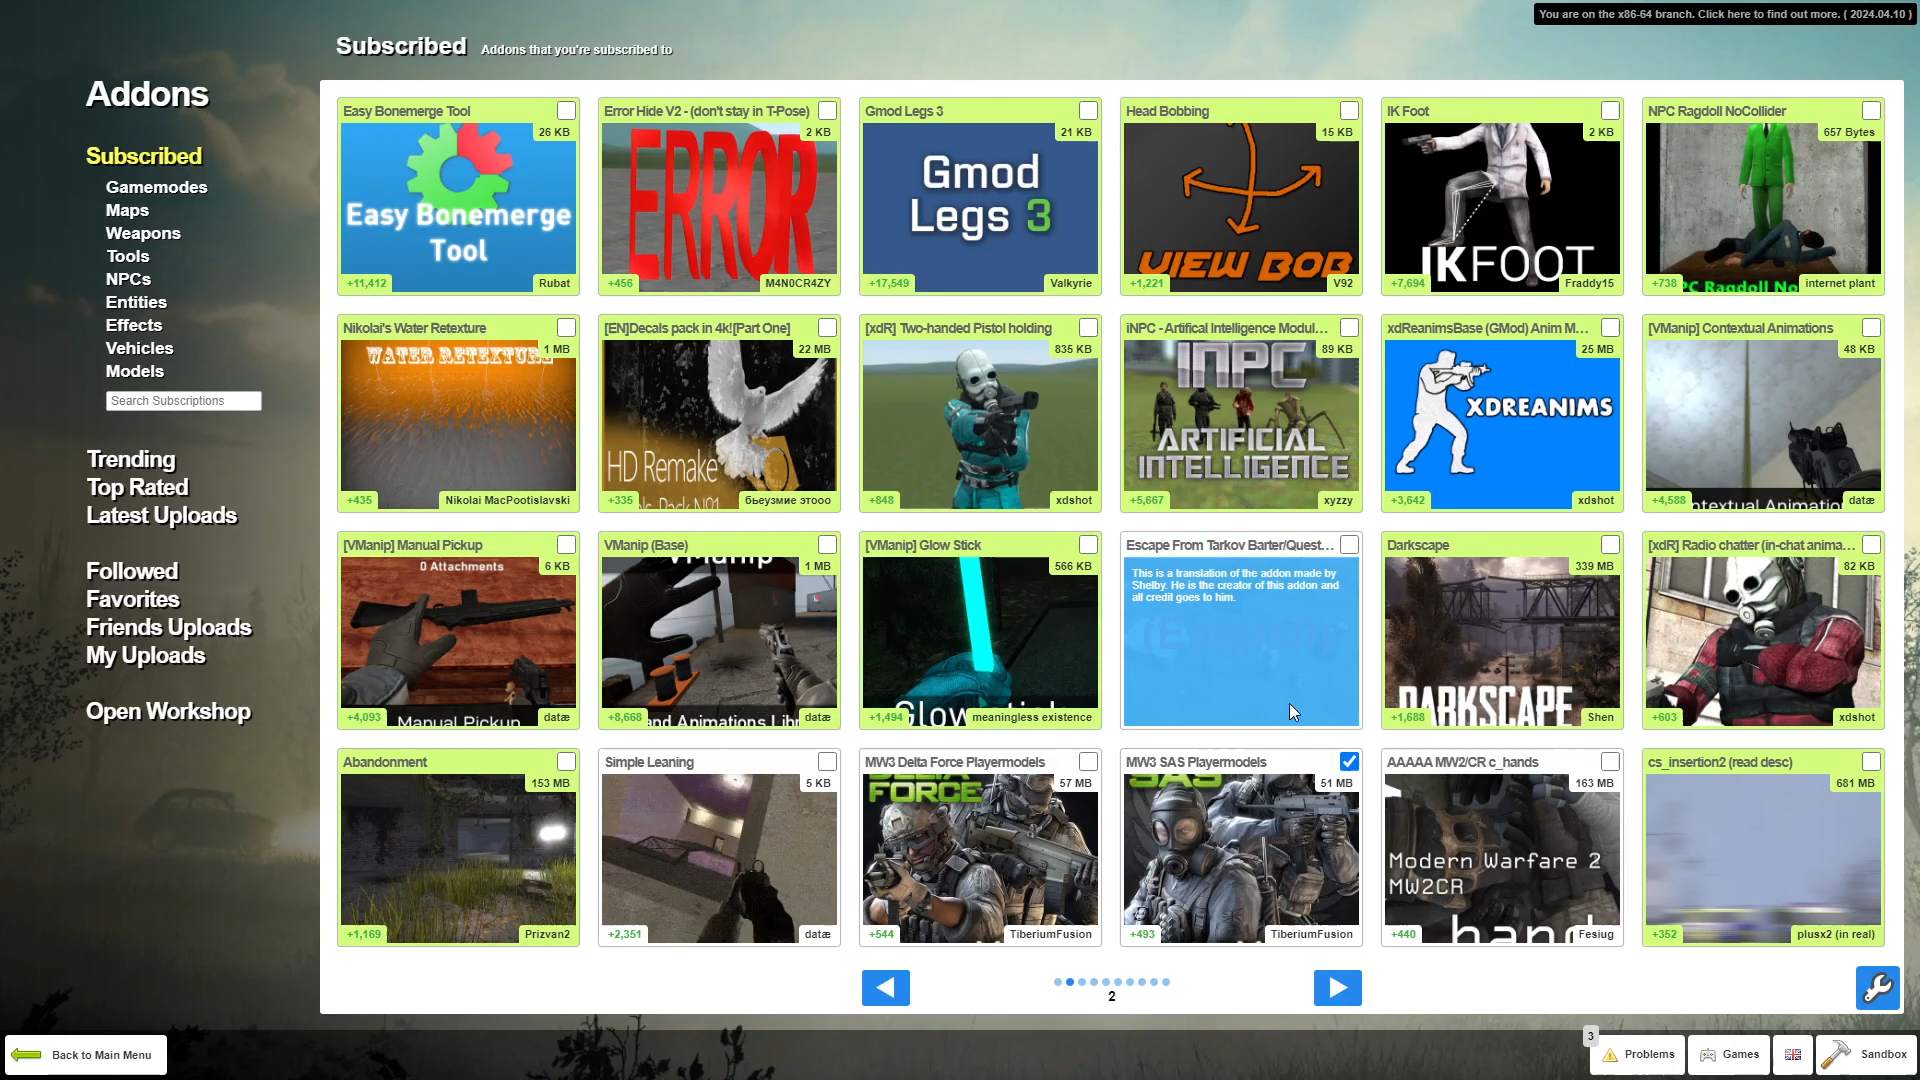 You are on the x86-64 branch. Click here to find out more. ( 2024.04.10 )
Subscribed Addons that you're subscribed to
Addons
Subscribed
Gamemodes
Maps
Weapons
Tools
NPCs
Entities
Effects
Vehicles
Models
Search Subscriptions
Trending
Top Rated
Latest Uploads
Followed
Favorites
Friends Uploads
My Uploads
Open Workshop
Easy Bonemerge Tool
26 KB
Easy Bonemerge
Tool
+11,412
Rubat
Error Hide V2 - (don't stay in T-Pose)
2 KB
ERROR
+456
M4N0CR4ZY
Gmod Legs 3
21 KB
Gmod
Legs 3
+17,549
Valkyrie
Head Bobbing
15 KB
VIEW BOB
+1,221
V92
IK Foot
2 KB
IKFOOT
+7,694
Fraddy15
NPC Ragdoll NoCollider
657 Bytes
PC Ragdoll No
+738
internet plant
Nikolai's Water Retexture
1 MB
WATER RETEXTURE
+435
Nikolai MacPootislavski
[EN]Decals pack in 4k![Part One]
22 MB
HD Remake
+335
бьеузмие этооо
[xdR] Two-handed Pistol holding
835 KB
+848
xdshot
iNPC - Artifical Intelligence Modul...
89 KB
INPC
ARTIFICIAL
INTELLIGENCE
+5,667
xyzzy
xdReanimsBase (GMod) Anim M...
25 MB
XDREANIMS
+3,642
xdshot
[VManip] Contextual Animations
48 KB
ntextual Animation
+4,588
datæ
[VManip] Manual Pickup
0 Attachments
6 KB
Manual Pickup
+4,093
datæ
VManip (Base)
VManip
1 MB
and Animations Libr
+8,668
datæ
[VManip] Glow Stick
566 KB
Glow
+1,494
meaningless existence
Escape From Tarkov Barter/Quest...
This is a translation of the addon made by
Shelby. He is the creator of this addon and
all credit goes to him.
Darkscape
339 MB
DARKSCAPE
+1,688
Shen
[xdR] Radio chatter (in-chat anima...
82 KB
+603
xdshot
Abandonment
153 MB
+1,169
Prizvan2
Simple Leaning
5 KB
+2,351
datæ
MW3 Delta Force Playermodels
57 MB
DELTA
FORCE
+544
TiberiumFusion
MW3 SAS Playermodels
51 MB
SAS
+493
TiberiumFusion
AAAAA MW2/CR c_hands
163 MB
Modern Warfare 2
MW2CR
hand
+440
Fesiug
cs_insertion2 (read desc)
681 MB
+352
plusx2 (in real)
2
Back to Main Menu
3
Problems
Games
Sandbox